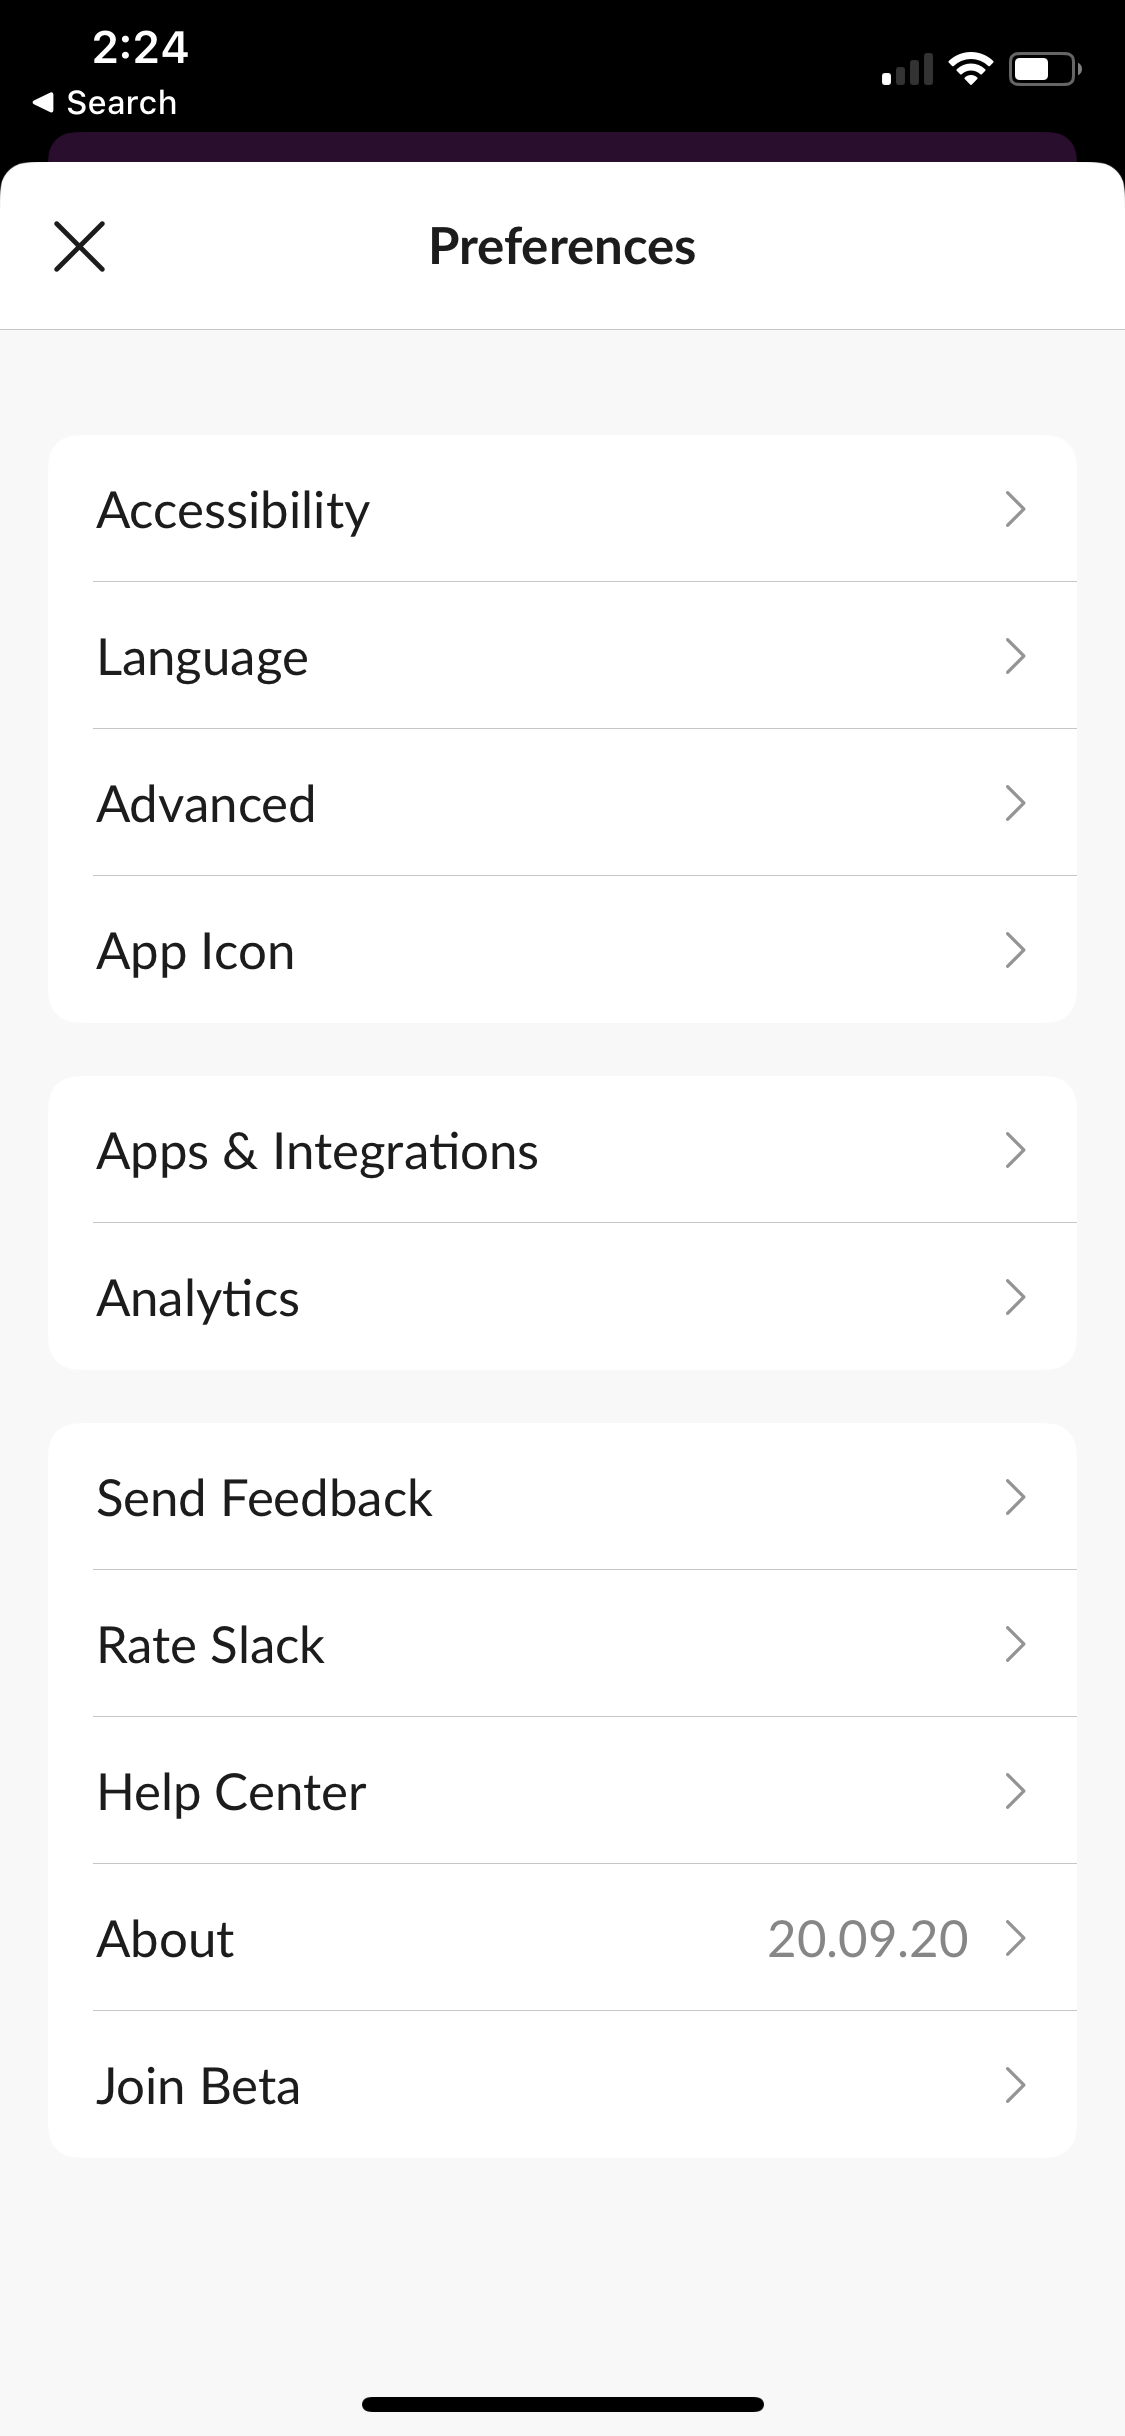 2:24
Search
Preferences
Accessibility
Language
Advanced
App Icon
Apps & Integrations
Analytics
Send Feedback
Rate Slack
Help Center
About 20.09.20
Join Beta